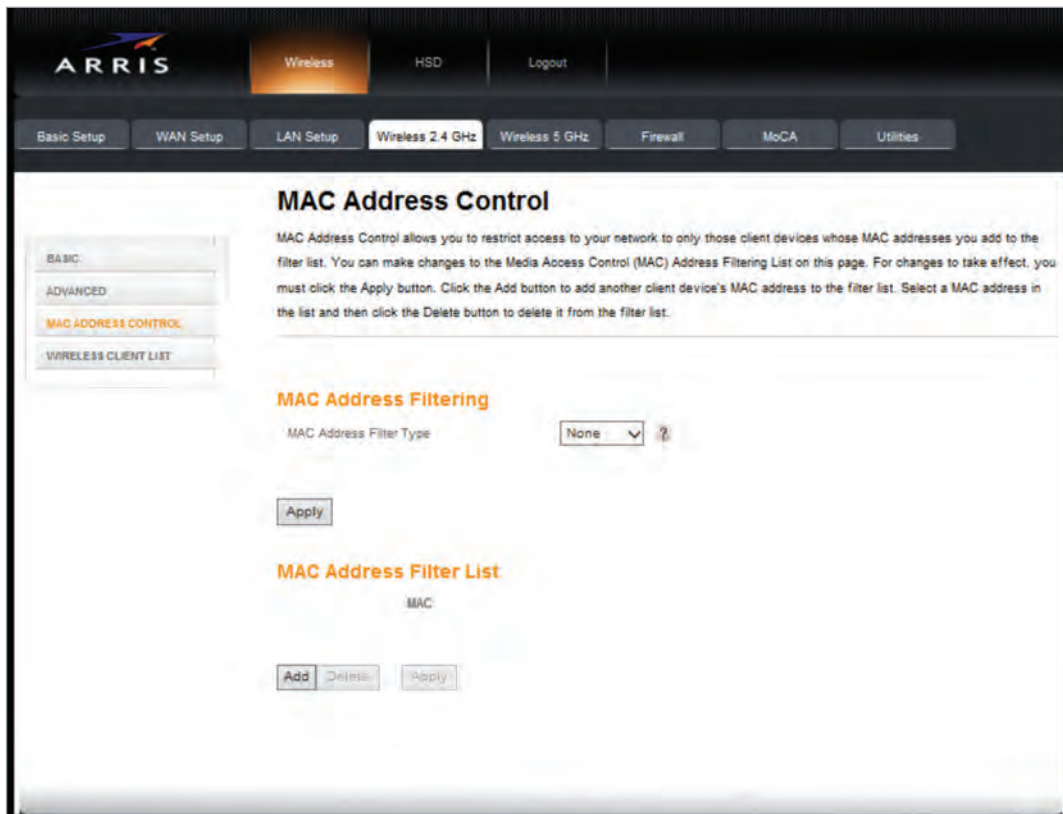 ARRIS
Wireless
HSD
Logout
Basic Setup
WAN Setup
LAN Setup
Wireless 2.4 GHz
Wireless 5 GHz
Firewall
MoCA
Utilities
BASIC
ADVANCED
MAC ADDRESS CONTROL
WIRELESS CLIENT LIST
MAC Address Control
MAC Address Control allows you to restrict access to your network to only those client devices whose MAC addresses you add to the
filter list. You can make changes to the Media Access Control (MAC) Address Filtering List on this page. For changes to take effect, you
must click the Apply button. Click the Add button to add another client device's MAC address to the filter list. Select a MAC address in
the list and then click the Delete button to delete it from the filter list.
MAC Address Filtering
MAC Address Filter Type
None
?
Apply
MAC Address Filter List
MAC
Add
Delete
Apply